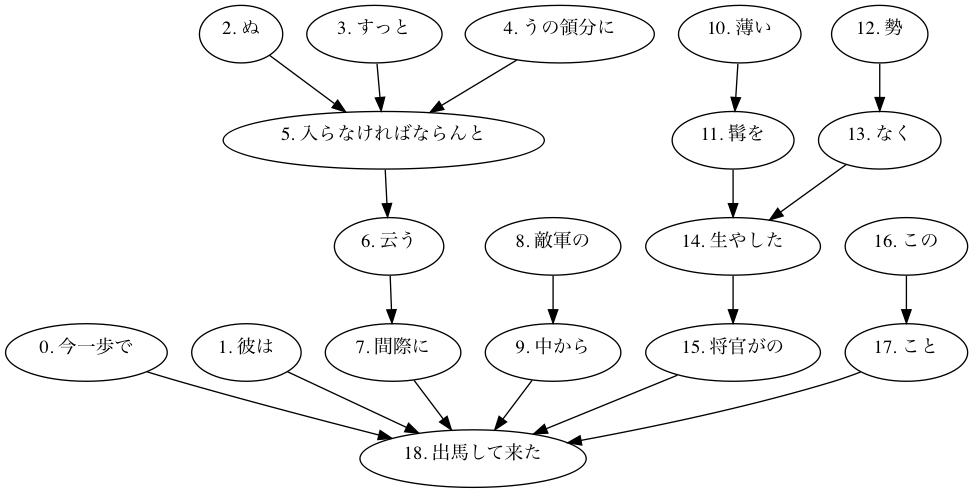 2. ぬ
3. すっと
4. うの領分に
10. 薄い
12. 勢
5. 入らなければならんと
11. 髯を
13. なく
6. 云う
8. 敵軍の
14. 生やした
16. この
0. 今一歩で
1. 彼は
7. 間際に
9. 中から
15. 将官がの
17. こと
18. 出馬して来た